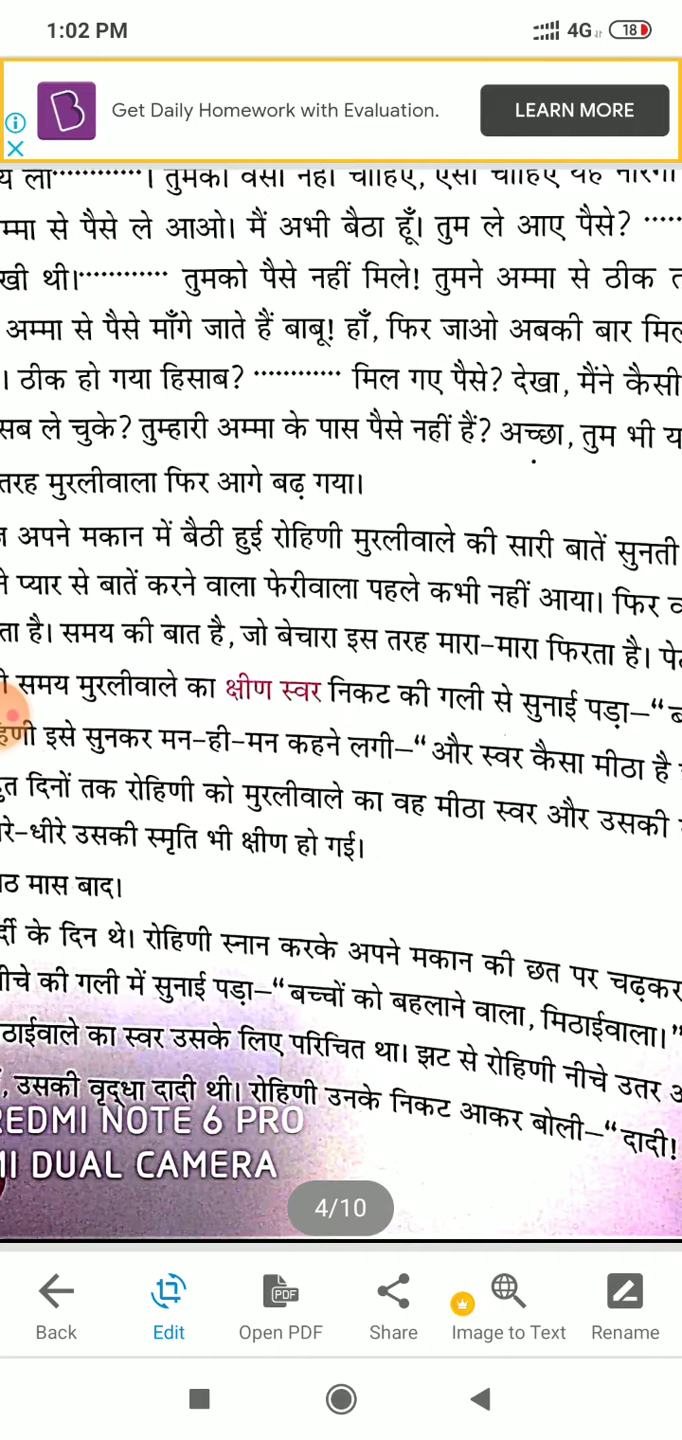 1:02 PM
4G 18
Get Daily Homework with Evaluation. LEARN MORE
। तुमको वैसी नहीं चाहिए, ऐसी चाहिए यह नारंगी
म्मा से पैसे ले आओ। मैं अभी बैठा हूँ। तुम ले आए पैसे? ·····
खी थी।············ तुमको पैसे नहीं मिले! तुमने अम्मा से ठीक त
अम्मा से पैसे माँगे जाते हैं बाबू! हाँ, फिर जाओ अबकी बार मिल
। ठीक हो गया हिसाब? ············ मिल गए पैसे? देखा, मैंने कैसी
सब ले चुके? तुम्हारी अम्मा के पास पैसे नहीं हैं? अच्छा, तुम भी य
तरह मुरलीवाला फिर आगे बढ़ गया।
अपने मकान में बैठी हुई रोहिणी मुरलीवाले की सारी बातें सुनती
ने प्यार से बातें करने वाला फेरीवाला पहले कभी नहीं आया। फिर व
ता है। समय की बात है, जो बेचारा इस तरह मारा-मारा फिरता है। पे
ी समय मुरलीवाले का क्षीण स्वर निकट की गली से सुनाई पड़ा–“ब
हिणी इसे सुनकर मन-ही-मन कहने लगी–“और स्वर कैसा मीठा है
हुत दिनों तक रोहिणी को मुरलीवाले का वह मीठा स्वर और उसकी
रे-धीरे उसकी स्मृति भी क्षीण हो गई।
ठ मास बाद।
र्दी के दिन थे। रोहिणी स्नान करके अपने मकान की छत पर चढ़कर
ीचे की गली में सुनाई पड़ा–“बच्चों को बहलाने वाला, मिठाईवाला।”
ठाईवाले का स्वर उसके लिए परिचित था। झट से रोहिणी नीचे उतर अ
, उसकी वृद्धा दादी थी। रोहिणी उनके निकट आकर बोली–“दादी!
REDMI NOTE 6 PRO
MI DUAL CAMERA
4/10
Back Edit Open PDF Share Image to Text Rename